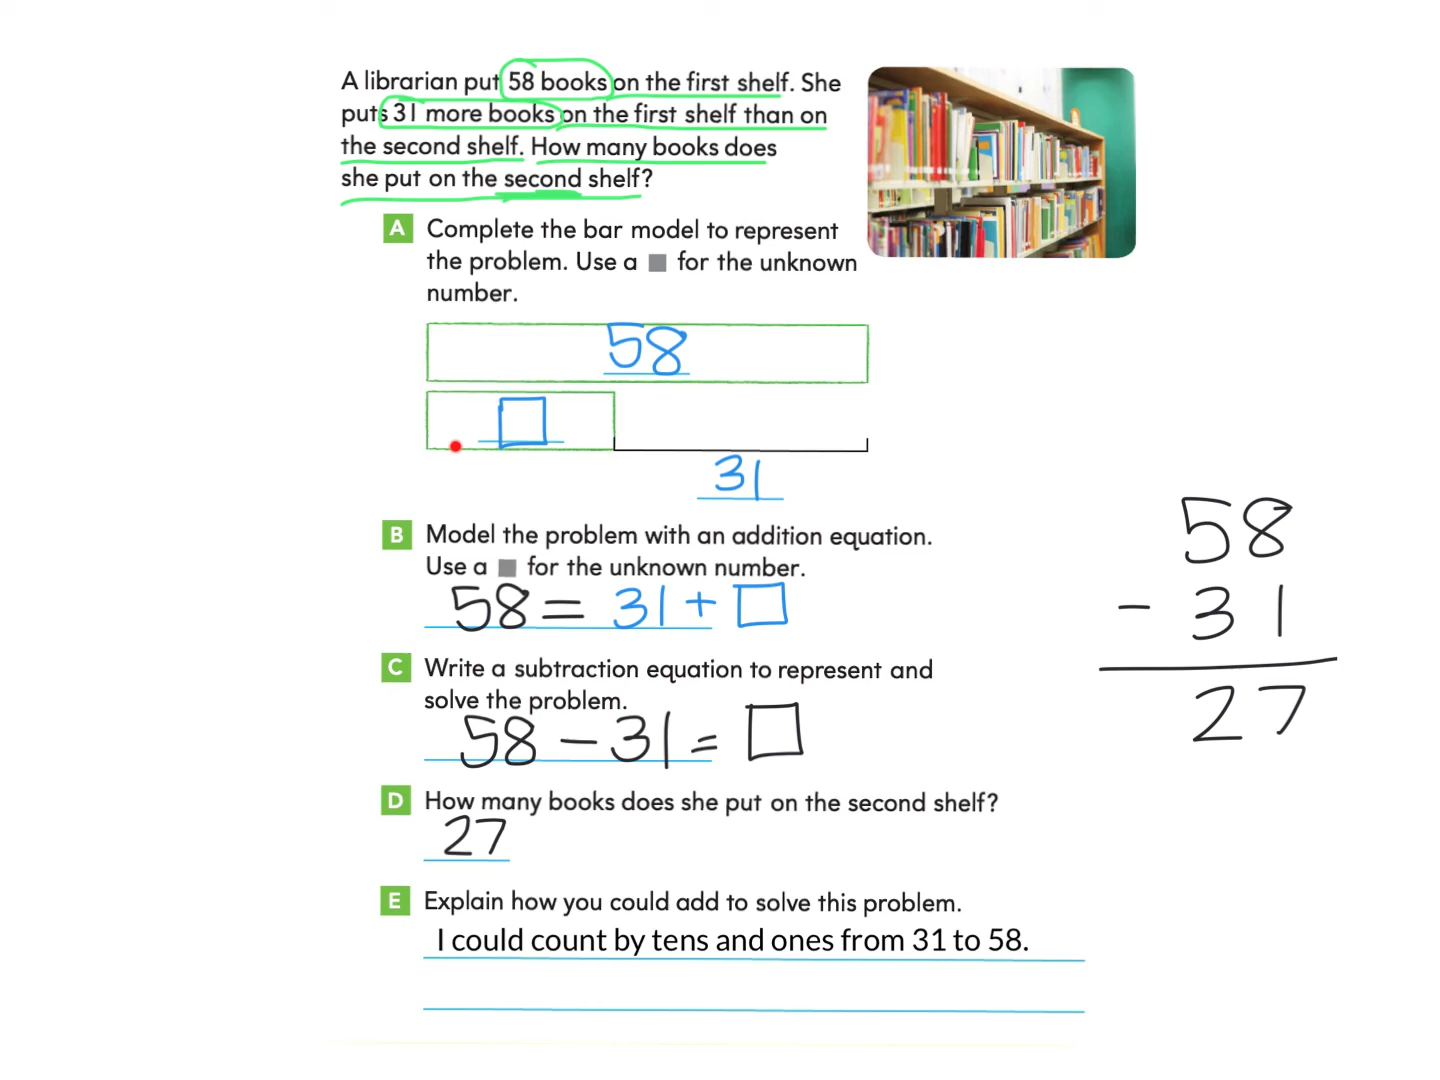 A librarian put 58 books on the first shelf. She
puts 31 more books on the first shelf than on
the second shelf. How many books does
she put on the second shelf?
A Complete the bar model to represent
the problem. Use a ■ for the unknown
number.
58
□
31
B Model the problem with an addition equation.
Use a ■ for the unknown number.
58 = 31 + □
C Write a subtraction equation to represent and
solve the problem.
58 - 31 = □
D How many books does she put on the second shelf?
27
E Explain how you could add to solve this problem.
I could count by tens and ones from 31 to 58.
58
- 31
27